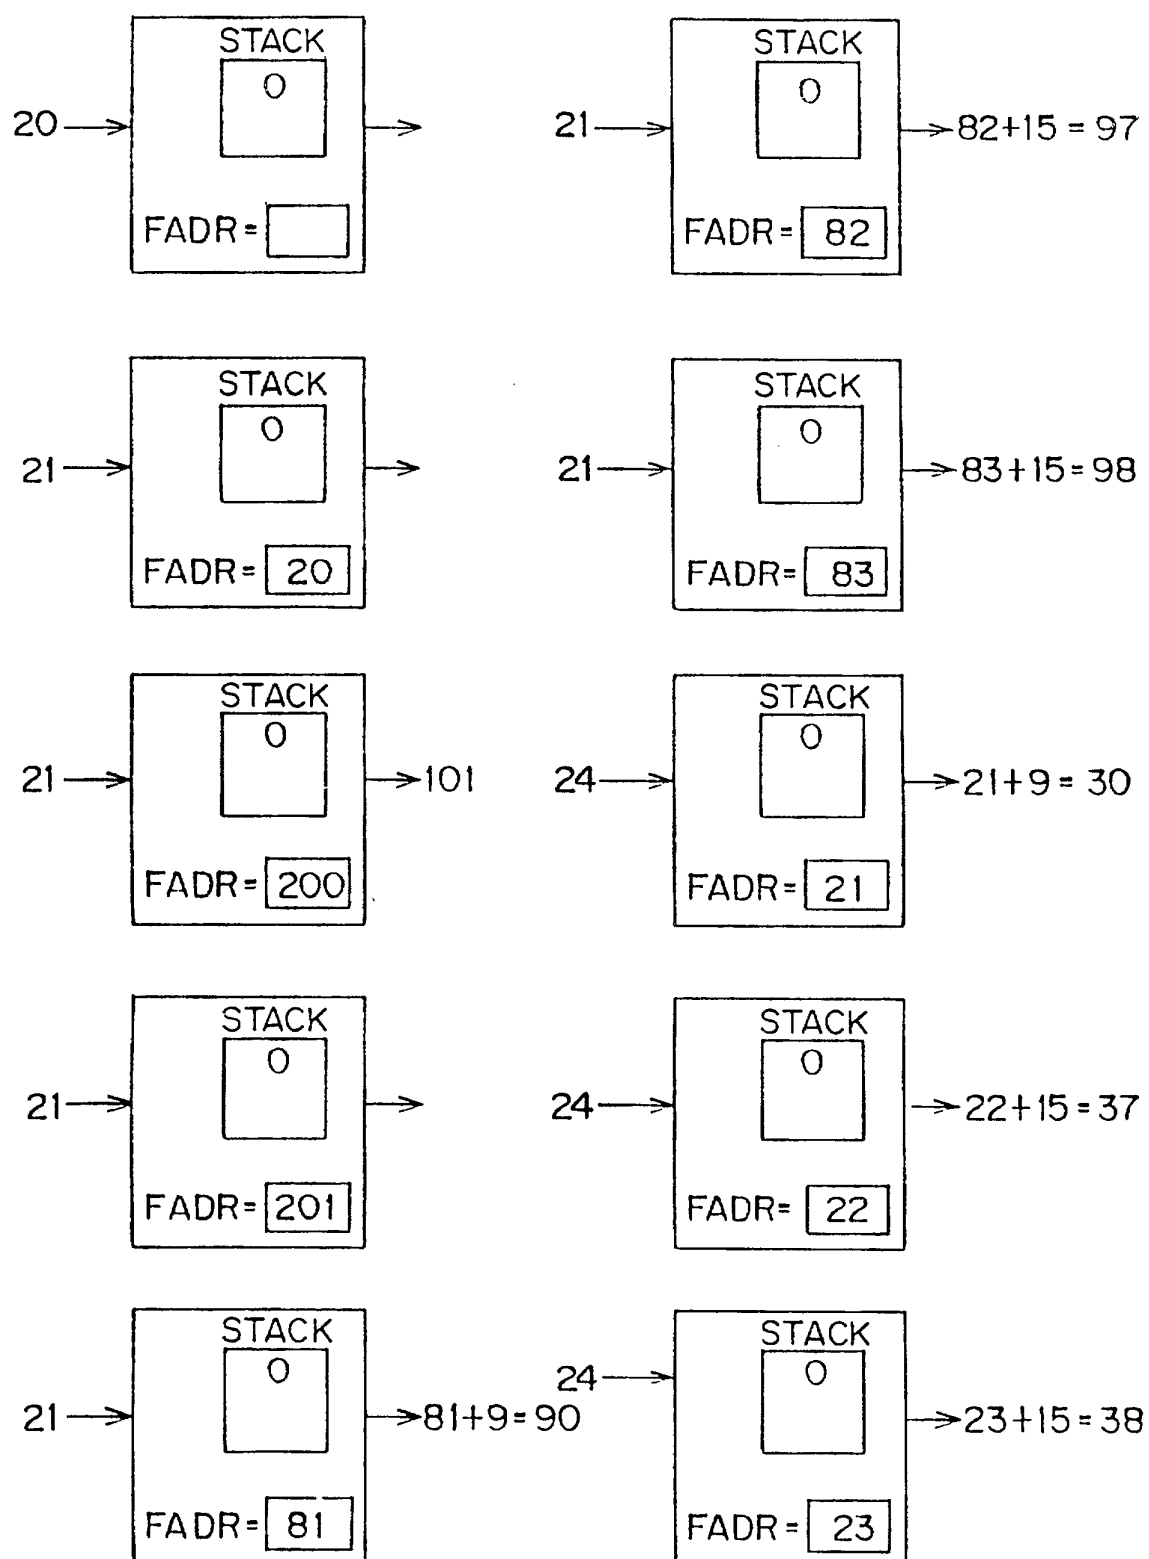 STACK
0
20
FADR =
STACK
0
21
82+15 = 97
FADR = 82
STACK
0
21
FADR = 20
STACK
0
21
83+15 = 98
FADR = 83
STACK
0
21
101
FADR = 200
STACK
0
24
21+9 = 30
FADR = 21
STACK
0
21
FADR = 201
STACK
0
24
22+15 = 37
FADR = 22
STACK
0
21
81+9 = 90
FADR = 81
STACK
0
24
23+15 = 38
FADR = 23